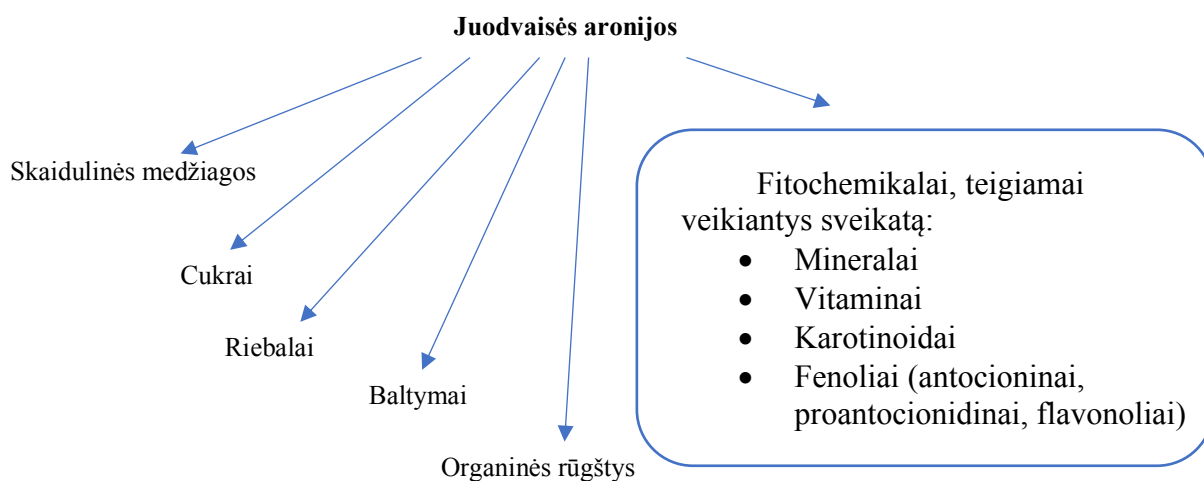 Juodvaisės aronijos
Skaidulinės medžiagos
Cukrai
Riebalai
Baltymai
Organinės rūgštys
Fitochemikalai, teigiamai
veikiantys sveikatą:
• Mineralai
• Vitaminai
• Karotinoidai
• Fenoliai (antocioninai,
proantocionidinai, flavonoliai)